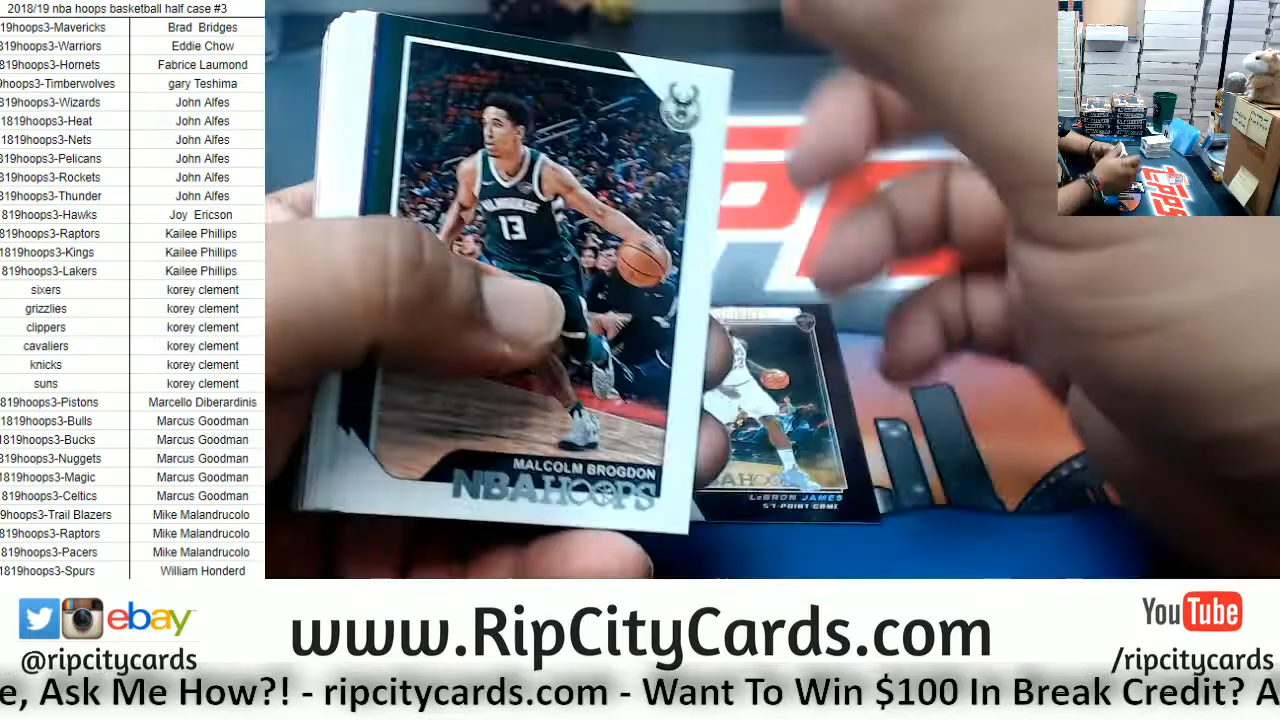 2018/19 nba hoops basketball half case #3
19hoops3-Mavericks Brad Bridges
819hoops3-Warriors Eddie Chow
819hoops3-Hornets Fabrice Laumond
hoops3-Timberwolves gary Teshima
819hoops3-Wizards John Alfes
1819hoops3-Heat John Alfes
1819hoops3-Nets John Alfes
819hoops3-Pelicans John Alfes
819hoops3-Rockets John Alfes
819hoops3-Thunder John Alfes
819hoops3-Hawks Joy Ericson
819hoops3-Raptors Kailee Phillips
1819hoops3-Kings Kailee Phillips
819hoops3-Lakers Kailee Phillips
sixers korey clement
grizzlies korey clement
clippers korey clement
cavaliers korey clement
knicks korey clement
suns korey clement
819hoops3-Pistons Marcello Diberardinis
1819hoops3-Bulls Marcus Goodman
1819hoops3-Bucks Marcus Goodman
819hoops3-Nuggets Marcus Goodman
1819hoops3-Magic Marcus Goodman
819hoops3-Celtics Marcus Goodman
9hoops3-Trail Blazers Mike Malandrucolo
819hoops3-Raptors Mike Malandrucolo
819hoops3-Pacers Mike Malandrucolo
1819hoops3-Spurs William Honderd
MILWAUKEE
13
MALCOLM BROGDON
NBA HOOPS
LeBRON JAMES
57-POINT GAME
ebay
@ripcitycards
www.RipCityCards.com
YouTube
/ripcitycards
e, Ask Me How?! - ripcitycards.com - Want To Win $100 In Break Credit? A